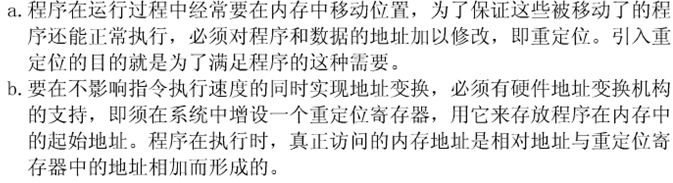 a. 程序在运行过程中经常要在内存中移动位置，为了保证这些被移动了的程
序还能正常执行，必须对程序和数据的地址加以修改，即重定位。引入重
定位的目的就是为了满足程序的这种需要。
b. 要在不影响指令执行速度的同时实现地址变换，必须有硬件地址变换机构
的支持，即须在系统中增设一个重定位寄存器，用它来存放程序在内存中
的起始地址。程序在执行时，真正访问的内存地址是相对地址与重定位寄
存器中的地址相加而形成的。